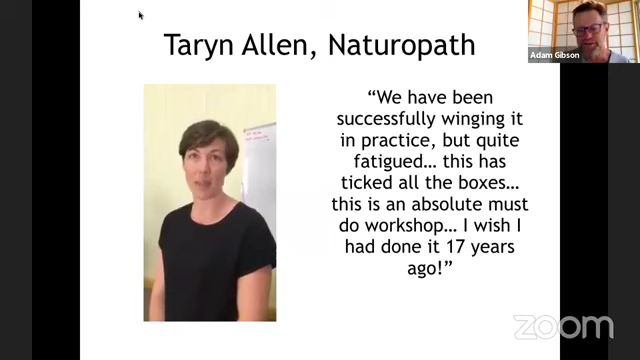 Taryn Allen, Naturopath
Adam Gibson
“We have been
successfully winging it
in practice, but quite
fatigued… this has
ticked all the boxes…
this is an absolute must
do workshop… I wish I
had done it 17 years
ago!”
zoom